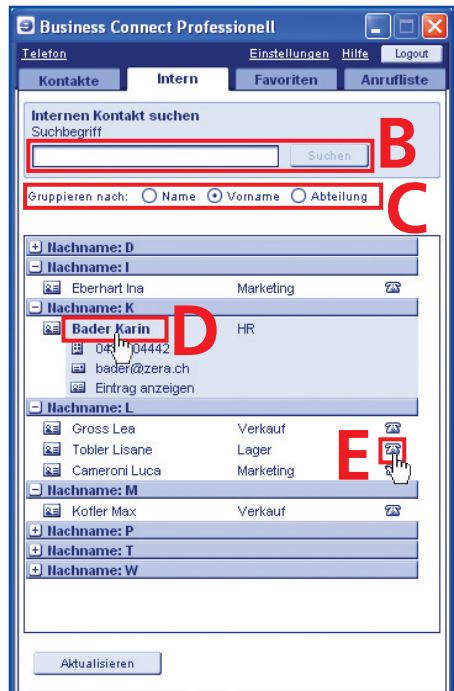 Business Connect Professionell
Telefon Einstellungen Hilfe Logout
Kontakte Intern Favoriten Anrufliste
Internen Kontakt suchen
Suchbegriff
Suchen B
Gruppieren nach: Name Vorname Abteilung C
+ Nachname: D
- Nachname: I
Eberhart Ina Marketing
- Nachname: K
Bader Karin HR D
04442
bader@zera.ch
Eintrag anzeigen
- Nachname: L
Gross Lea Verkauf
Tobler Lisane Lager E
Cameroni Luca Marketing
- Nachname: M
Kofler Max Verkauf
+ Nachname: P
+ Nachname: T
+ Nachname: W
Aktualisieren